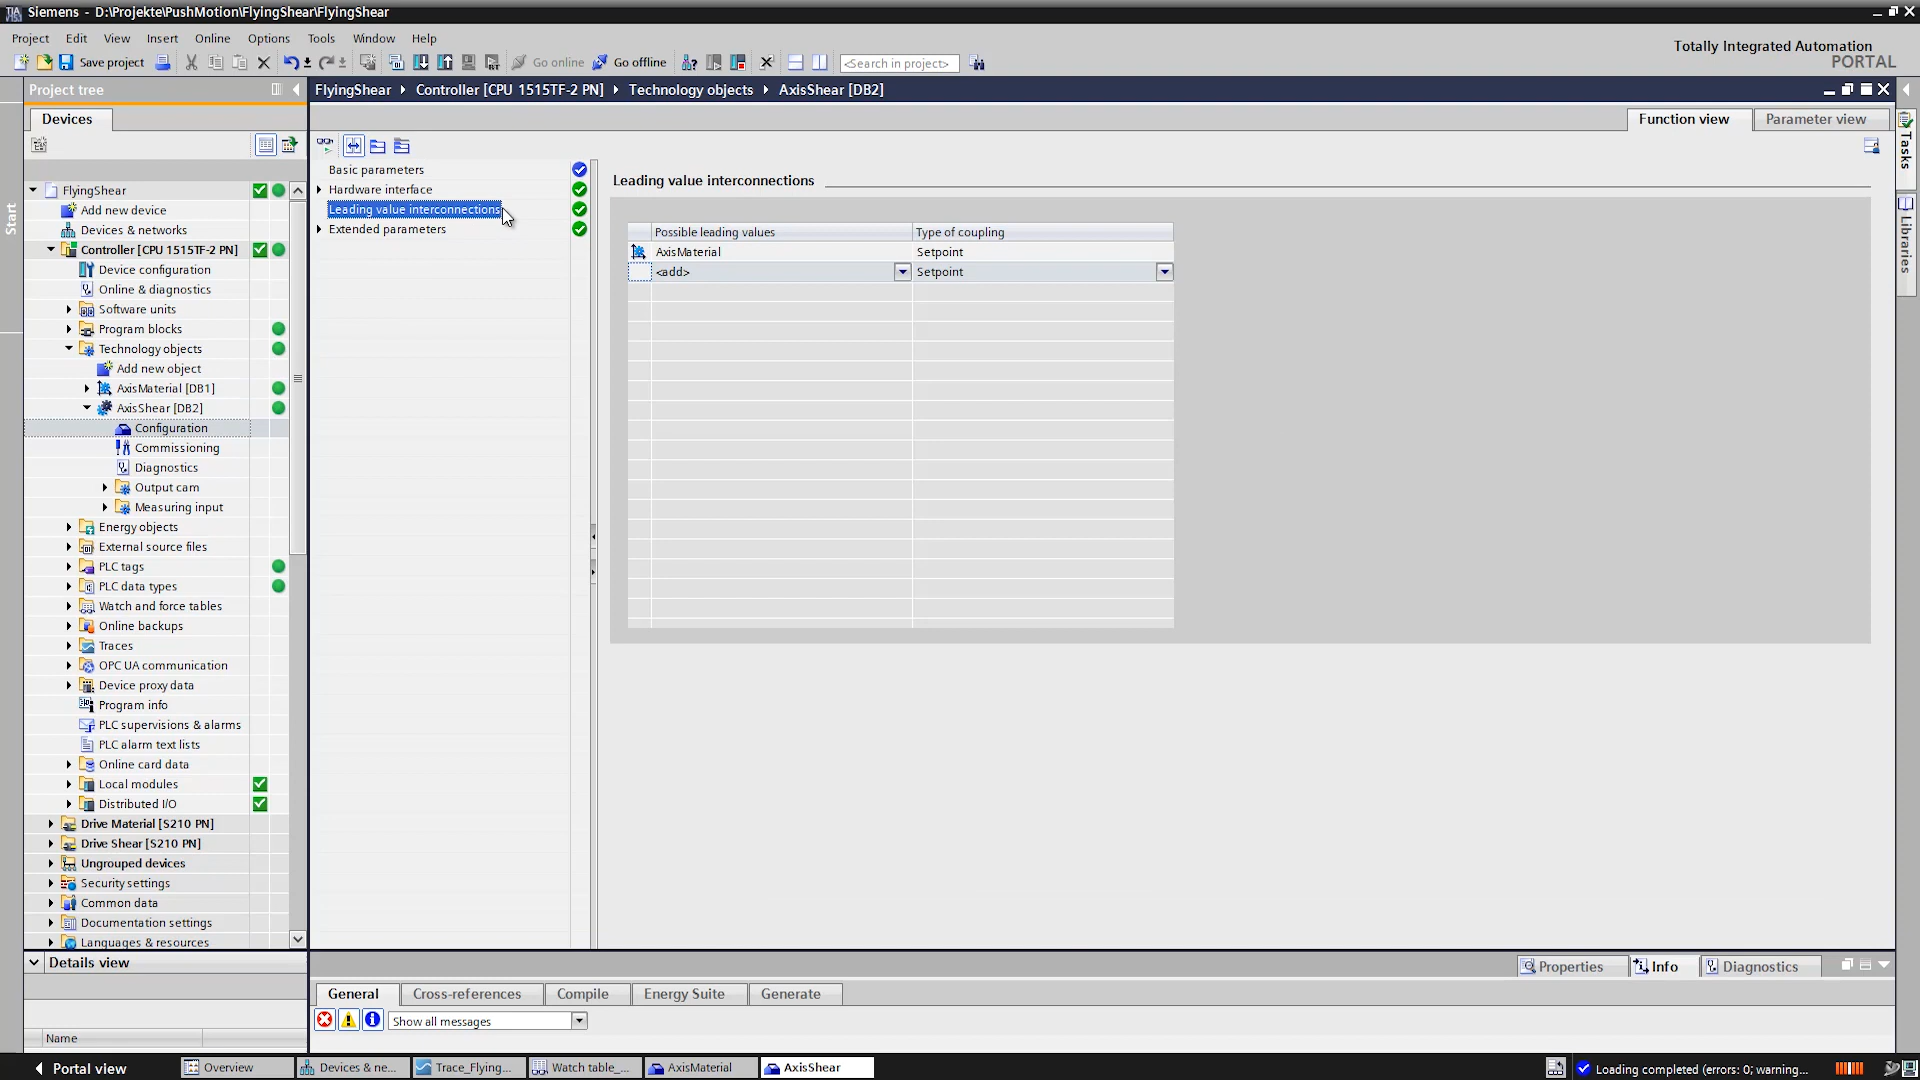 Siemens - D:\Projekte\PushMotion\FlyingShear\FlyingShear
Project Edit View Insert Online Options Tools Window Help
Totally Integrated Automation
PORTAL
Save project
Go online
Go offline
<Search in project>
Project tree
FlyingShear
Controller [CPU 1515TF-2 PN]
Technology objects
AxisShear [DB2]
Devices
Function view
Parameter view
Start
FlyingShear
Add new device
Devices & networks
Controller [CPU 1515TF-2 PN]
Device configuration
Online & diagnostics
Software units
Program blocks
Technology objects
Add new object
AxisMaterial [DB1]
AxisShear [DB2]
Configuration
Commissioning
Diagnostics
Output cam
Measuring input
Energy objects
External source files
PLC tags
PLC data types
Watch and force tables
Online backups
Traces
OPC UA communication
Device proxy data
Program info
PLC supervisions & alarms
PLC alarm text lists
Online card data
Local modules
Distributed I/O
Drive Material [S210 PN]
Drive Shear [S210 PN]
Ungrouped devices
Security settings
Common data
Documentation settings
Languages & resources
Details view
Name
Basic parameters
Hardware interface
Leading value interconnections
Extended parameters
Leading value interconnections
Possible leading values
Type of coupling
AxisMaterial
Setpoint
<add>
Setpoint
Tasks
Libraries
Properties
Info
Diagnostics
General
Cross-references
Compile
Energy Suite
Generate
Show all messages
Portal view
Overview
Devices & ne...
Trace_Flying...
Watch table_...
AxisMaterial
AxisShear
Loading completed (errors: 0; warning...